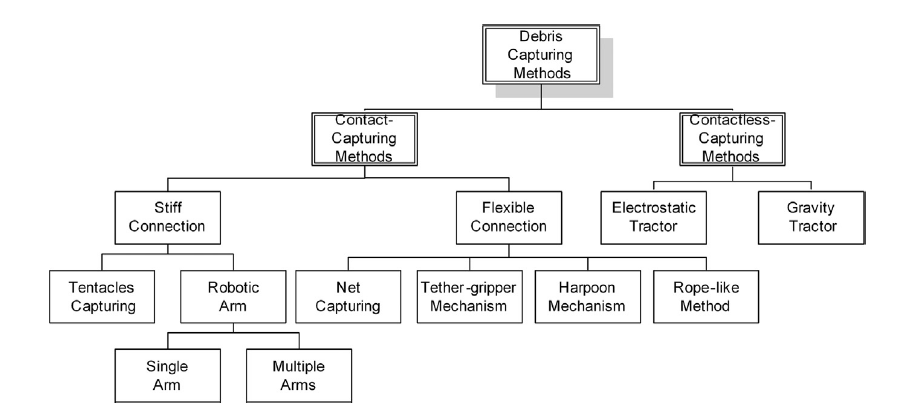 Debris
Capturing
Methods
Contact-
Capturing
Methods
Contactless-
Capturing
Methods
Stiff
Connection
Flexible
Connection
Electrostatic
Tractor
Gravity
Tractor
Tentacles
Capturing
Robotic
Arm
Net
Capturing
Tether-gripper
Mechanism
Harpoon
Mechanism
Rope-like
Method
Single
Arm
Multiple
Arms